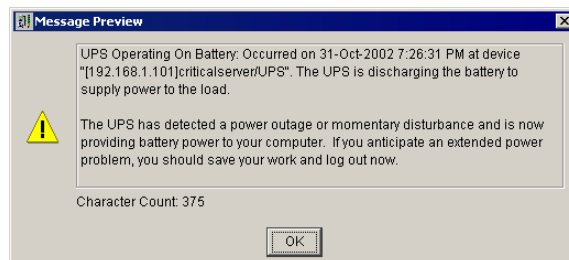 Message Preview
UPS Operating On Battery: Occurred on 31-Oct-2002 7:26:31 PM at device
"[192.168.1.101]criticalserver/UPS". The UPS is discharging the battery to
supply power to the load.
The UPS has detected a power outage or momentary disturbance and is now
providing battery power to your computer.  If you anticipate an extended power
problem, you should save your work and log out now.
Character Count: 375
OK